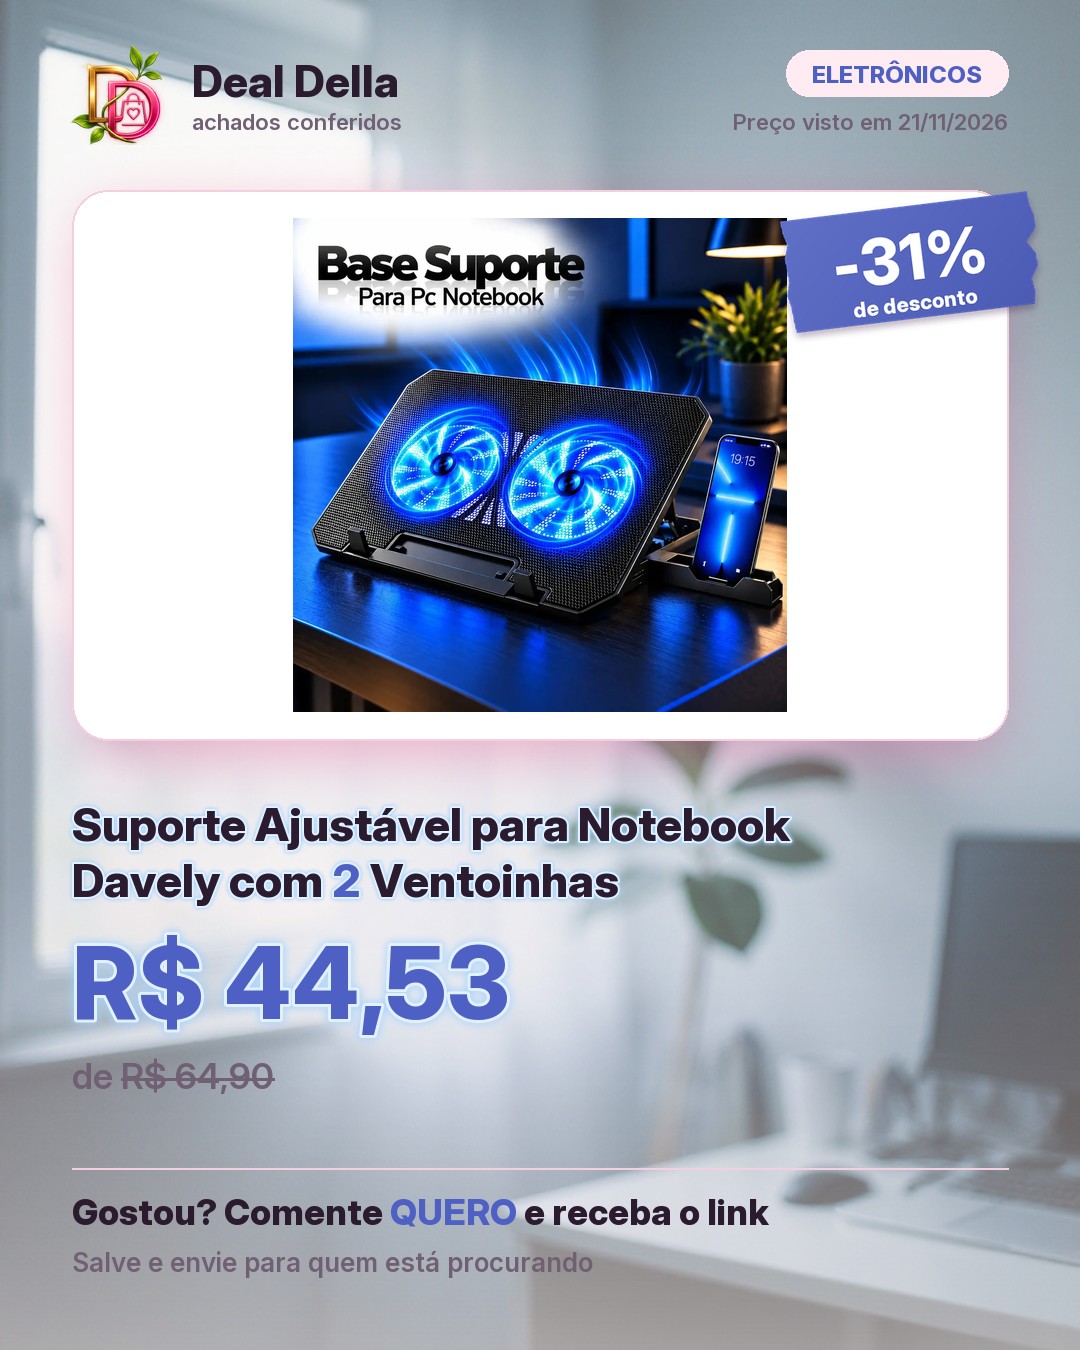 Deal Della
achados conferidos
ELETRÔNICOS
Preço visto em 21/11/2026
-31%
de desconto
Base Suporte
Para Pc Notebook
19:15
Suporte Ajustável para Notebook
Davely com 2 Ventoinhas
R$ 44,53
de R$ 64,90
Gostou? Comente QUERO e receba o link
Salve e envie para quem está procurando